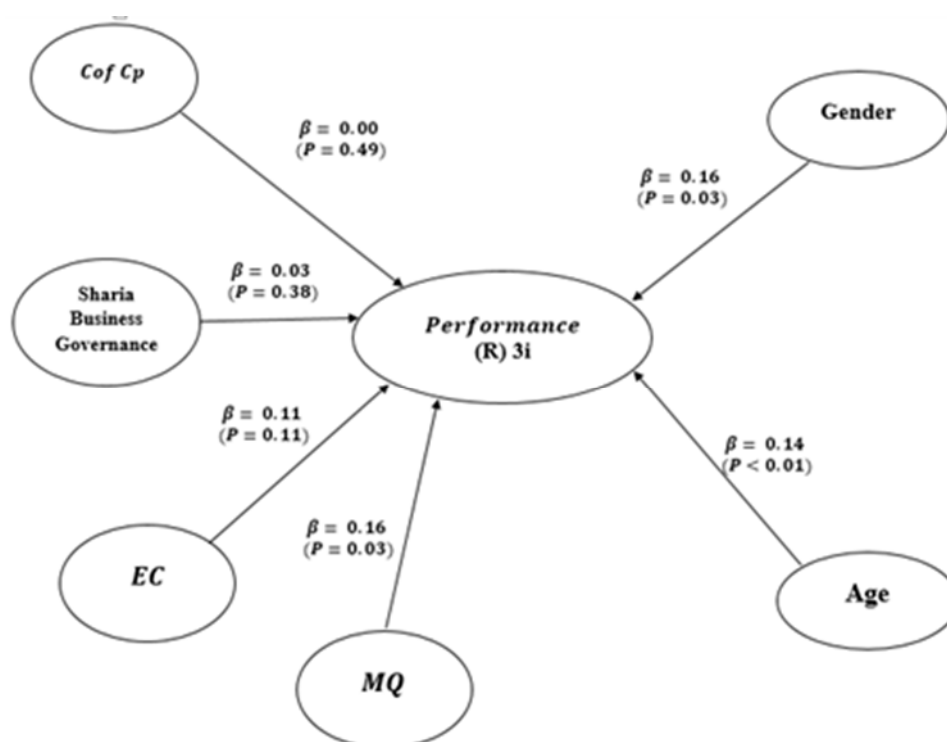 Cof Cp
β = 0.00
(P = 0.49)
Gender
β = 0.16
(P = 0.03)
Sharia
Business
Governance
β = 0.03
(P = 0.38)
Performance
(R) 3i
β = 0.11
(P = 0.11)
β = 0.14
(P < 0.01)
EC
β = 0.16
(P = 0.03)
Age
MQ